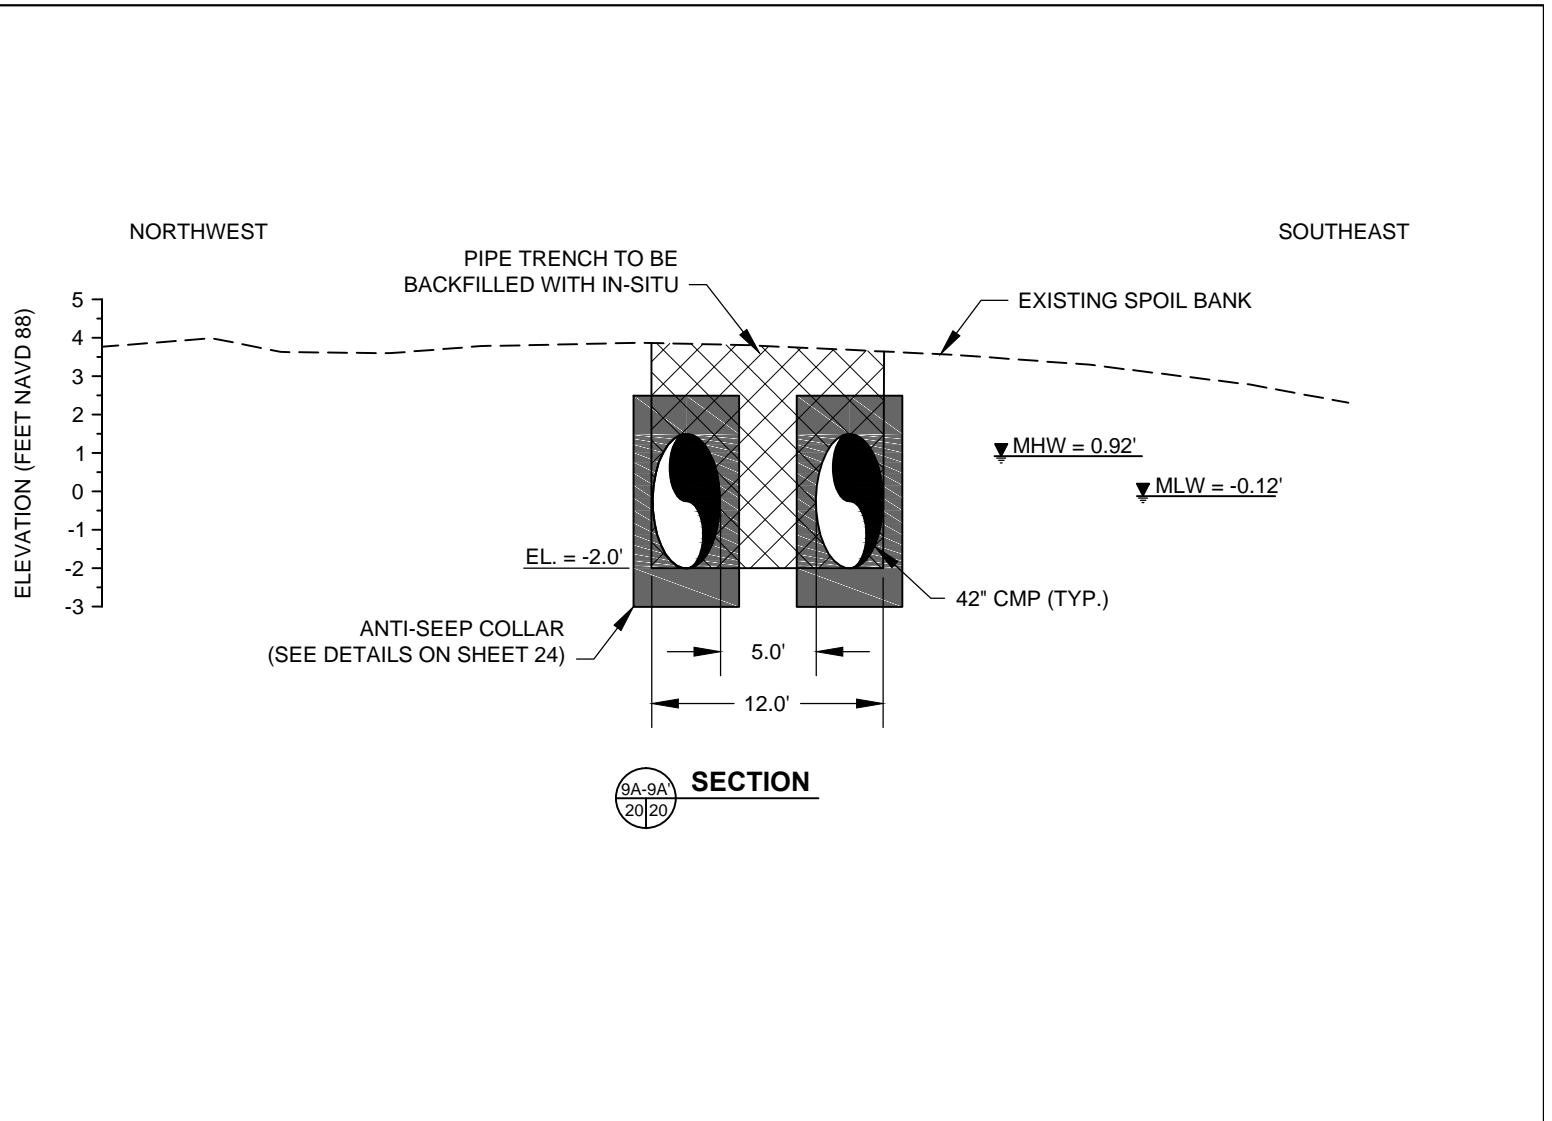 NORTHWEST
SOUTHEAST
PIPE TRENCH TO BE
BACKFILLED WITH IN-SITU
EXISTING SPOIL BANK
ELEVATION (FEET NAVD 88)
5
4
3
2
1
0
-1
-2
-3
MHW = 0.92'
MLW = -0.12'
EL. = -2.0'
42" CMP (TYP.)
ANTI-SEEP COLLAR
(SEE DETAILS ON SHEET 24)
5.0'
12.0'
9A-9A'
20 20
SECTION